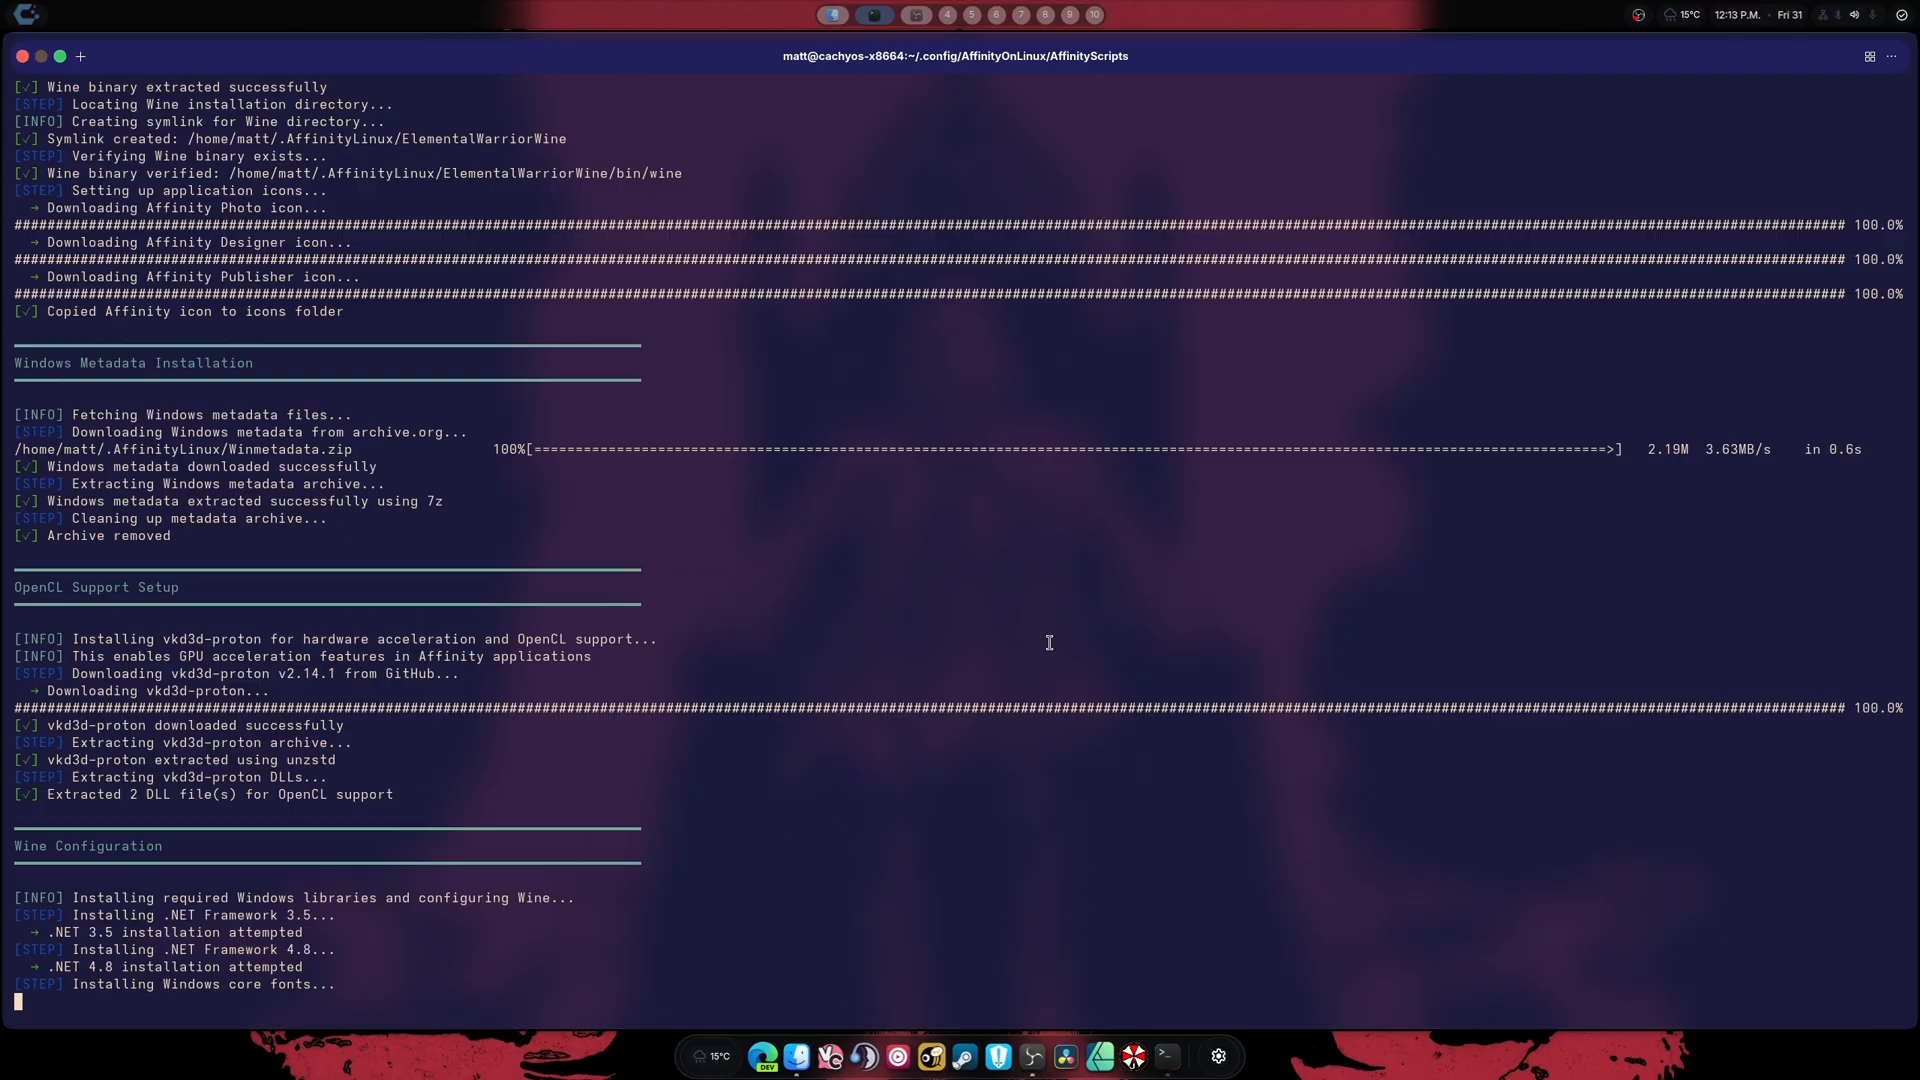 4 5 6 7 8 9 10
15°C 12:13 P.M. · Fri 31
matt@cachyos-x8664:~/.config/AffinityOnLinux/AffinityScripts
[✓] Wine binary extracted successfully
[STEP] Locating Wine installation directory...
[INFO] Creating symlink for Wine directory...
[✓] Symlink created: /home/matt/.AffinityLinux/ElementalWarriorWine
[STEP] Verifying Wine binary exists...
[✓] Wine binary verified: /home/matt/.AffinityLinux/ElementalWarriorWine/bin/wine
[STEP] Setting up application icons...
→ Downloading Affinity Photo icon...
100.0%
→ Downloading Affinity Designer icon...
100.0%
→ Downloading Affinity Publisher icon...
100.0%
[✓] Copied Affinity icon to icons folder
Windows Metadata Installation
[INFO] Fetching Windows metadata files...
[STEP] Downloading Windows metadata from archive.org...
/home/matt/.AffinityLinux/Winmetadata.zip 100%[=====>] 2.19M 3.63MB/s in 0.6s
[✓] Windows metadata downloaded successfully
[STEP] Extracting Windows metadata archive...
[✓] Windows metadata extracted successfully using 7z
[STEP] Cleaning up metadata archive...
[✓] Archive removed
OpenCL Support Setup
[INFO] Installing vkd3d-proton for hardware acceleration and OpenCL support...
[INFO] This enables GPU acceleration features in Affinity applications
[STEP] Downloading vkd3d-proton v2.14.1 from GitHub...
→ Downloading vkd3d-proton...
100.0%
[✓] vkd3d-proton downloaded successfully
[STEP] Extracting vkd3d-proton archive...
[✓] vkd3d-proton extracted using unzstd
[STEP] Extracting vkd3d-proton DLLs...
[✓] Extracted 2 DLL file(s) for OpenCL support
Wine Configuration
[INFO] Installing required Windows libraries and configuring Wine...
[STEP] Installing .NET Framework 3.5...
→ .NET 3.5 installation attempted
[STEP] Installing .NET Framework 4.8...
→ .NET 4.8 installation attempted
[STEP] Installing Windows core fonts...
15°C
DEV